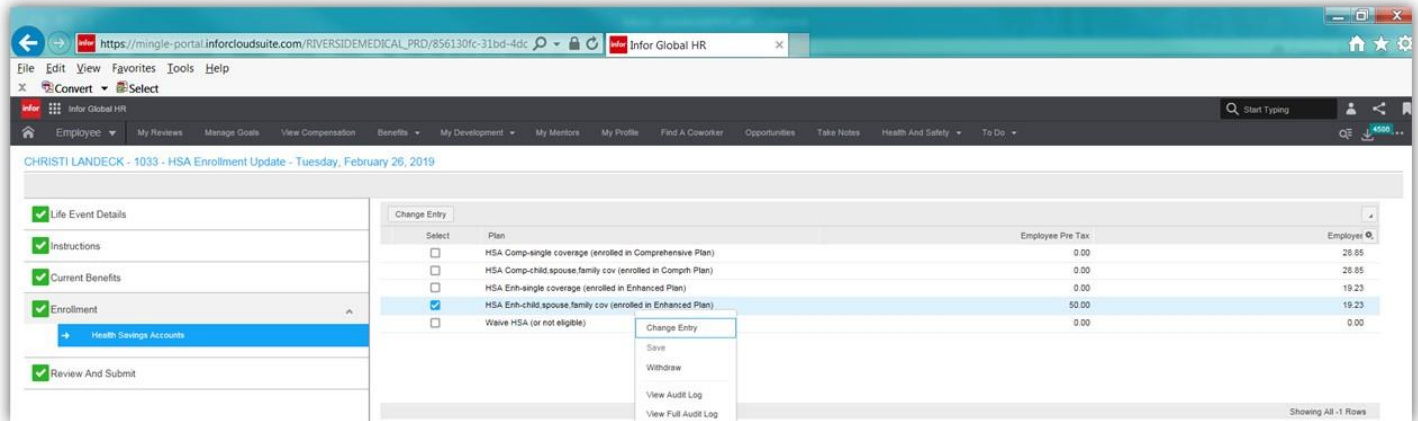 infor https://mingle-portal.inforcloudsuite.com/RIVERSIDEMEDICAL_PRD/856130fc-31bd-4dc
infor Infor Global HR
File Edit View Favorites Tools Help
x Convert Select
infor Infor Global HR Start Typing
Employee My Reviews Manage Goals View Compensation Benefits My Development My Mentors My Profile Find A Coworker Opportunities Take Notes Health And Safety To Do
CHRISTI LANDECK - 1033 - HSA Enrollment Update - Tuesday, February 26, 2019
Life Event Details
Instructions
Current Benefits
Enrollment
Health Savings Accounts
Review And Submit
Change Entry
Select Plan Employee Pre Tax Employer
HSA Comp-single coverage (enrolled in Comprehensive Plan) 0.00 28.85
HSA Comp-child,spouse,family cov (enrolled in Comprh Plan) 0.00 28.85
HSA Enh-single coverage (enrolled in Enhanced Plan) 0.00 19.23
HSA Enh-child,spouse,family cov (enrolled in Enhanced Plan) 50.00 19.23
Waive HSA (or not eligible) 0.00 0.00
Change Entry
Save
Withdraw
View Audit Log
View Full Audit Log
Showing All -1 Rows